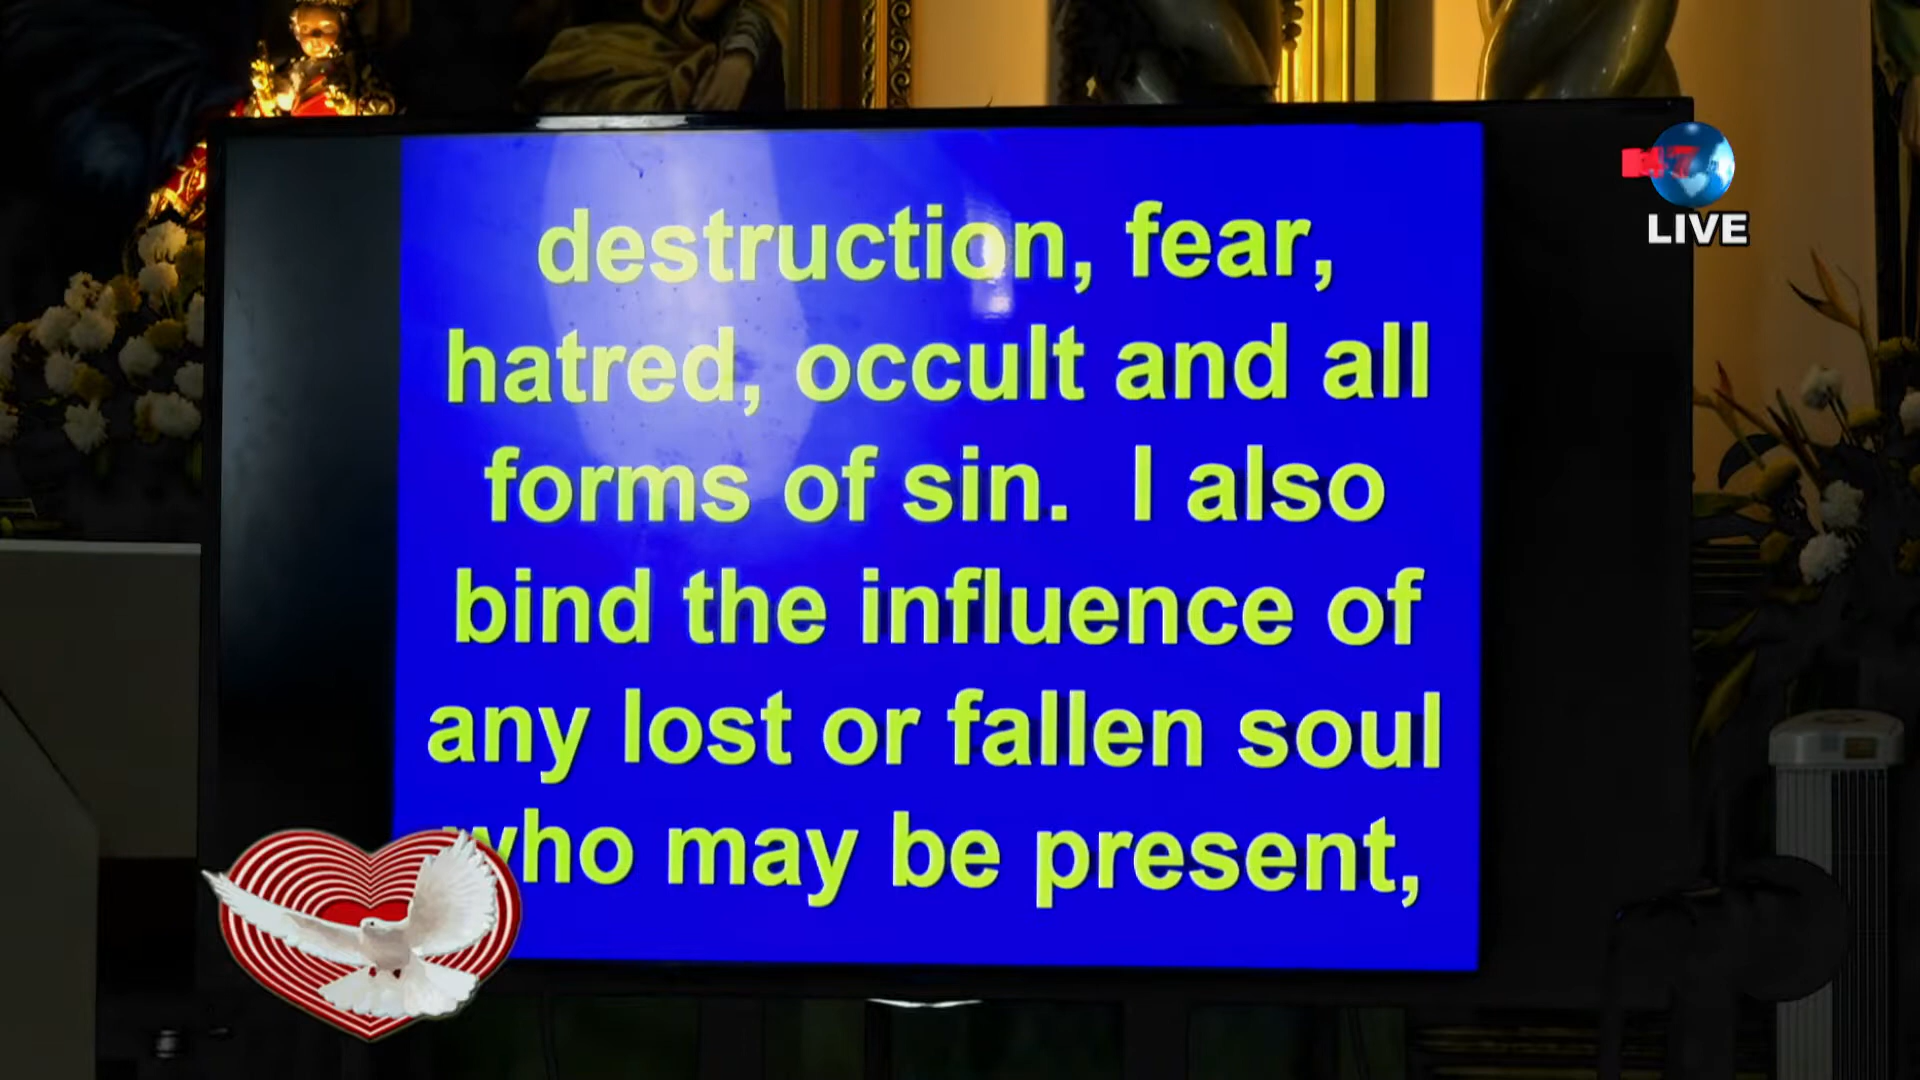 destruction, fear,
hatred, occult and all
forms of sin. I also
bind the influence of
any lost or fallen soul
who may be present,
47
LIVE